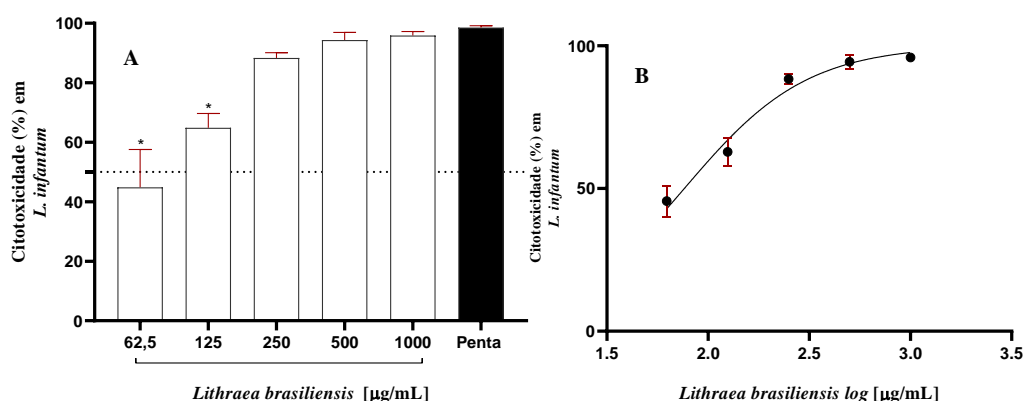 A
Citotoxicidade (%) em
L. infantum
100
80
60
40
20
0
*
*
62,5 125 250 500 1000 Penta
Lithraea brasiliensis [µg/mL]
B
Citotoxicidade (%) em
L. infantum
100
50
0
1.5 2.0 2.5 3.0 3.5
Lithraea brasiliensis log [µg/mL]